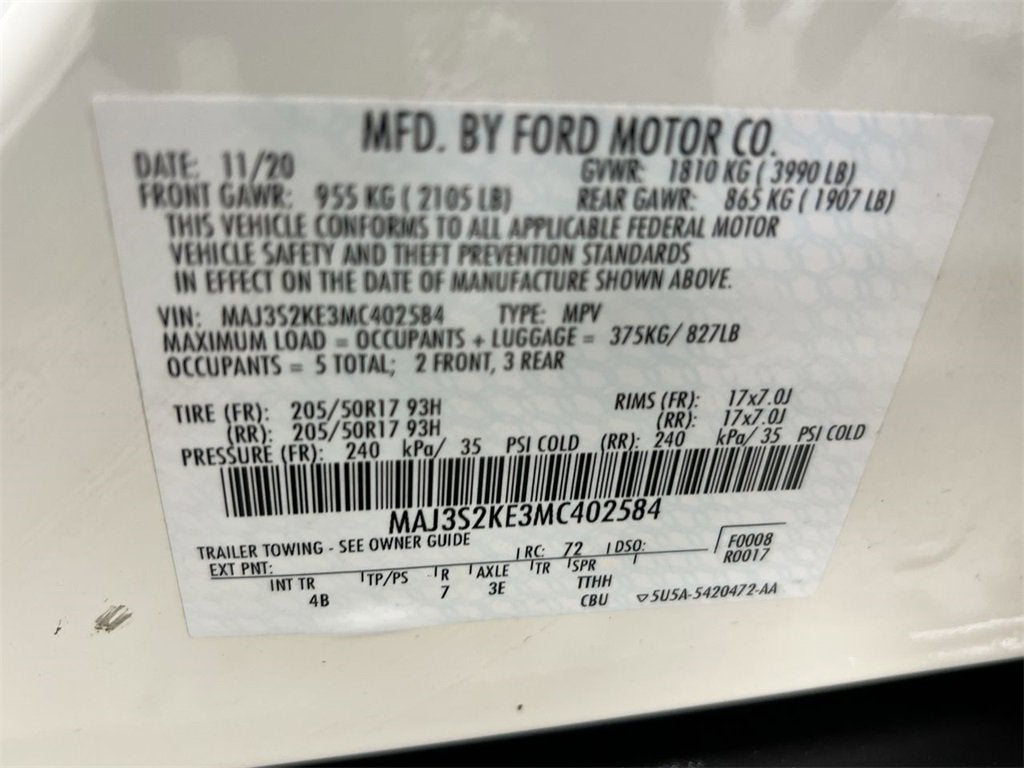 MFD. BY FORD MOTOR CO.
DATE: 11/20 GVWR: 1810 KG ( 3990 LB)
FRONT GAWR: 955 KG ( 2105 LB) REAR GAWR: 865 KG ( 1907 LB)
THIS VEHICLE CONFORMS TO ALL APPLICABLE FEDERAL MOTOR
VEHICLE SAFETY AND THEFT PREVENTION STANDARDS
IN EFFECT ON THE DATE OF MANUFACTURE SHOWN ABOVE.
VIN: MAJ3S2KE3MC402584 TYPE: MPV
MAXIMUM LOAD = OCCUPANTS + LUGGAGE = 375KG/ 827LB
OCCUPANTS = 5 TOTAL; 2 FRONT, 3 REAR
TIRE (FR): 205/50R17 93H RIMS (FR): 17x7.0J
(RR): 205/50R17 93H (RR): 17x7.0J
PRESSURE (FR): 240 kPa/ 35 PSI COLD (RR): 240 kPa/ 35 PSI COLD
MAJ3S2KE3MC402584
TRAILER TOWING - SEE OWNER GUIDE RC: 72 DSO: F0008
EXT PNT: R0017
INT TR TP/PS R AXLE TR SPR
4B 7 3E TTHH
CBU ▽5U5A-5420472-AA